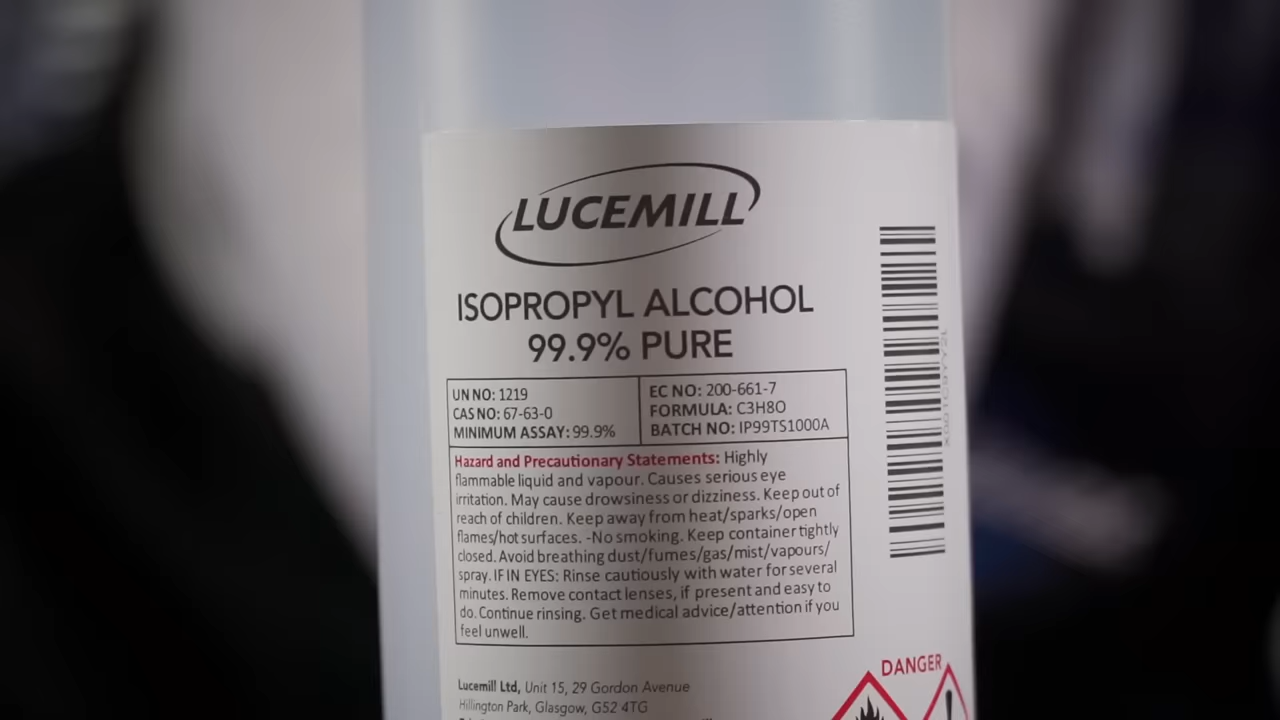 LUCEMILL
ISOPROPYL ALCOHOL
99.9% PURE
UN NO: 1219
CAS NO: 67-63-0
MINIMUM ASSAY: 99.9%
EC NO: 200-661-7
FORMULA: C3H8O
BATCH NO: IP99TS1000A
Hazard and Precautionary Statements: Highly
flammable liquid and vapour. Causes serious eye
irritation. May cause drowsiness or dizziness. Keep out of
reach of children. Keep away from heat/sparks/open
flames/hot surfaces. -No smoking. Keep container tightly
closed. Avoid breathing dust/fumes/gas/mist/vapours/
spray. IF IN EYES: Rinse cautiously with water for several
minutes. Remove contact lenses, if present and easy to
do. Continue rinsing. Get medical advice/attention if you
feel unwell.
DANGER
Lucemill Ltd, Unit 15, 29 Gordon Avenue
Hillington Park, Glasgow, G52 4TG